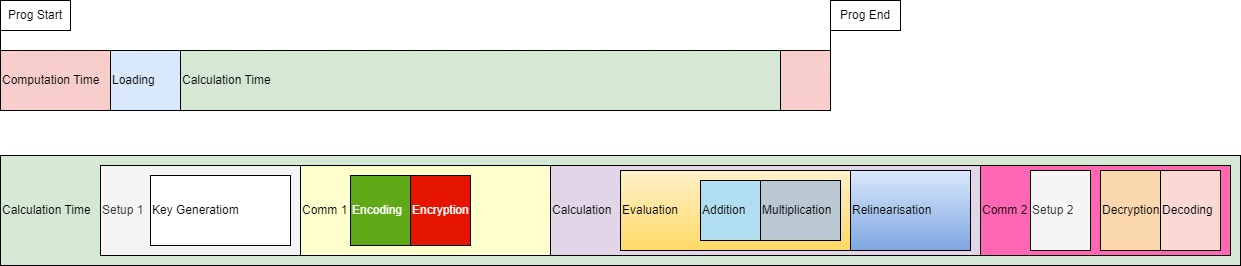 Prog Start
Prog End
Computation Time
Loading
Calculation Time
Calculation Time
Setup 1
Key Generatiom
Comm 1
Encoding
Encryption
Calculation
Evaluation
Addition
Multiplication
Relinearisation
Comm 2
Setup 2
Decryption
Decoding